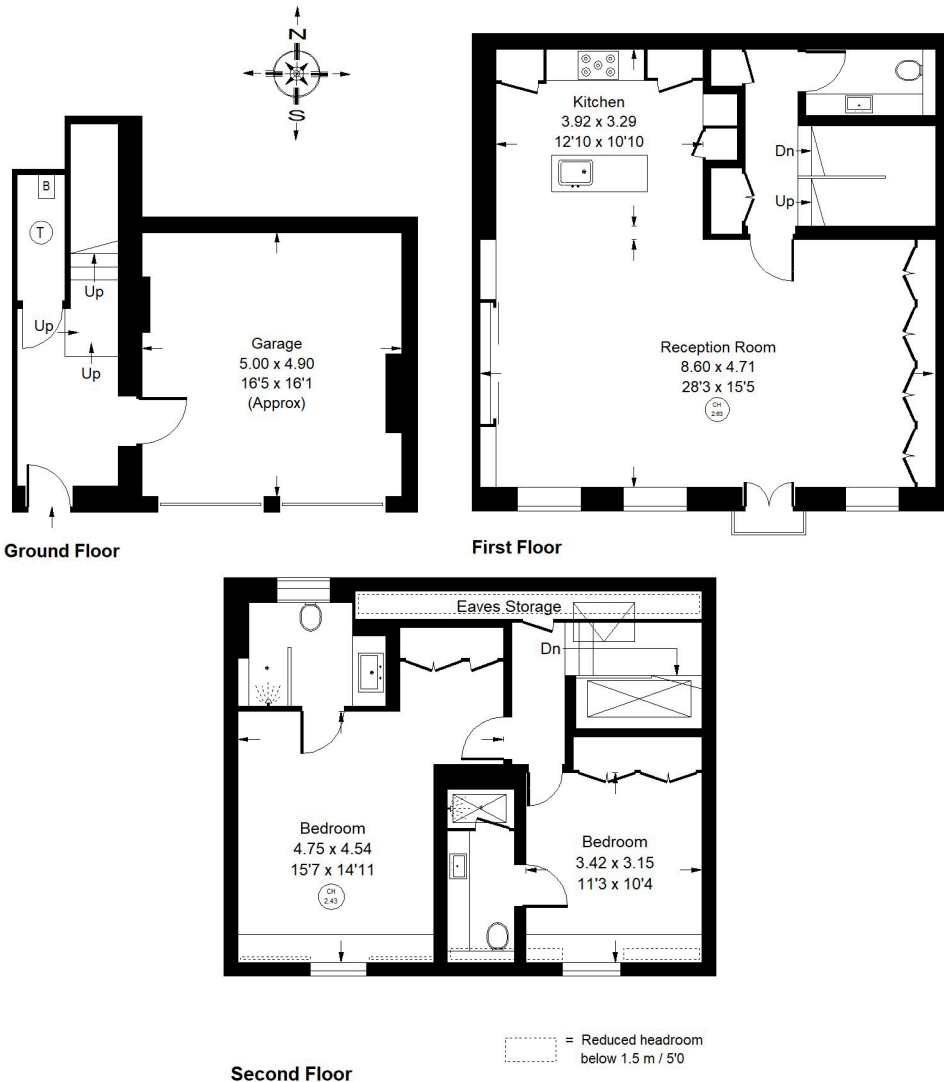 N
S
B
T
Up
Up
Up
Garage
5.00 x 4.90
16'5 x 16'1
(Approx)
Ground Floor
Kitchen
3.92 x 3.29
12'10 x 10'10
Dn
Up
Reception Room
8.60 x 4.71
28'3 x 15'5
CH
2.63
First Floor
Eaves Storage
Dn
Bedroom
4.75 x 4.54
15'7 x 14'11
CH
2.43
Bedroom
3.42 x 3.15
11'3 x 10'4
= Reduced headroom
below 1.5 m / 5'0
Second Floor